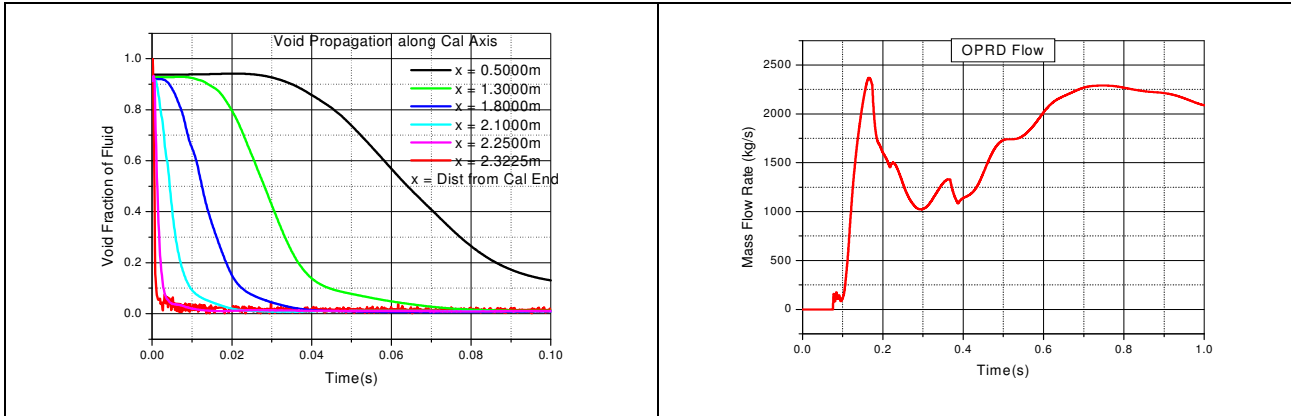 Void Propagation along Cal Axis
1.0
0.8
0.6
0.4
0.2
0.0
Void Fraction of Fluid
x = 0.5000m
x = 1.3000m
x = 1.8000m
x = 2.1000m
x = 2.2500m
x = 2.3225m
x = Dist from Cal End
0.00 0.02 0.04 0.06 0.08 0.10
Time(s)
OPRD Flow
2500
2000
1500
1000
500
0
Mass Flow Rate (kg/s)
0.0 0.2 0.4 0.6 0.8 1.0
Time(s)